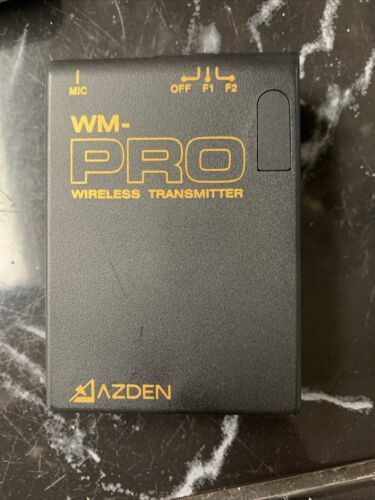 MIC
OFF F1 F2
WM-
PRO
WIRELESS TRANSMITTER
AZDEN